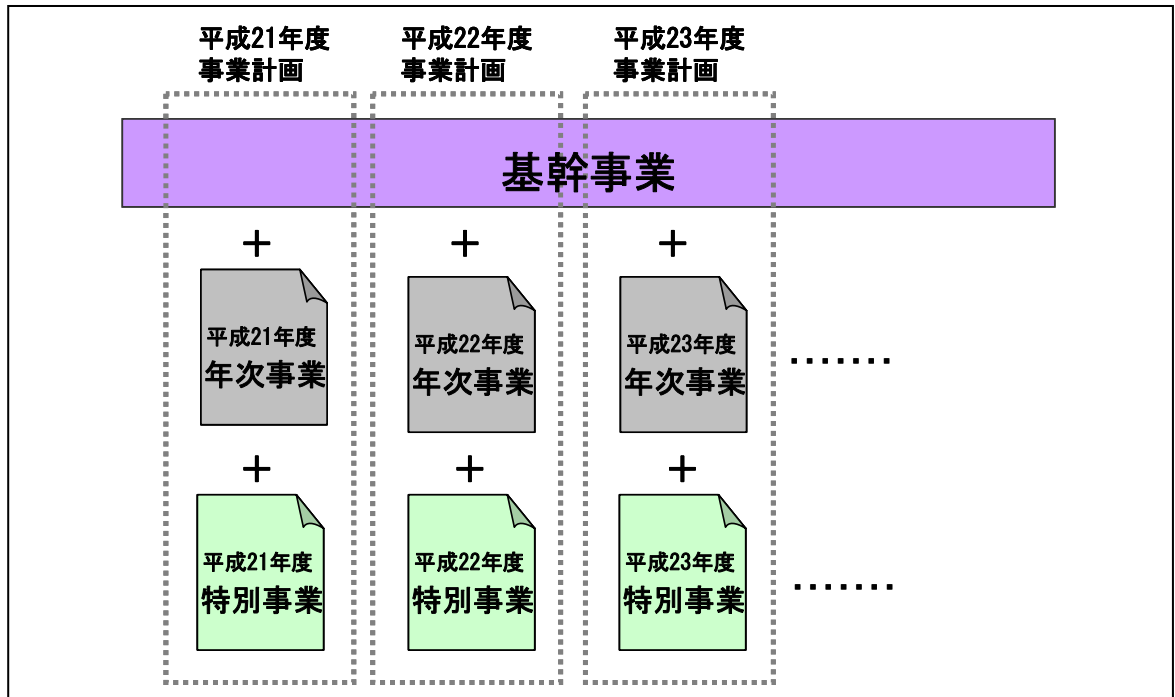 平成21年度
事業計画
平成22年度
事業計画
平成23年度
事業計画
基幹事業
+
+
+
平成21年度
年次事業
平成22年度
年次事業
平成23年度
年次事業
.......
+
+
+
平成21年度
特別事業
平成22年度
特別事業
平成23年度
特別事業
.......